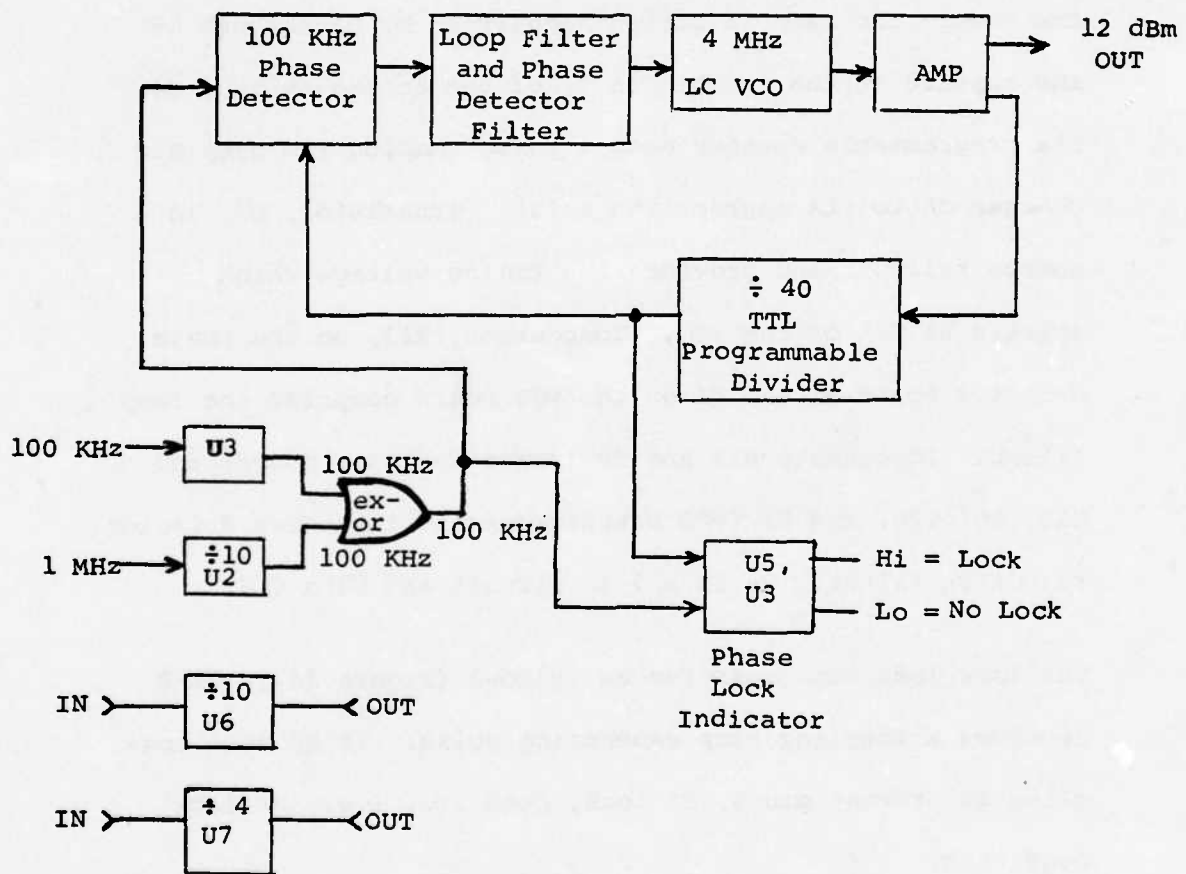 100 KHz
Phase
Detector
Loop Filter
and Phase
Detector
Filter
4 MHz
LC VCO
AMP
12 dBm
OUT
÷ 40
TTL
Programmable
Divider
100 KHz
U3
100 KHz
ex-
or
100 KHz
100 KHz
1 MHz
÷10
U2
U5,
U3
Hi = Lock
Lo = No Lock
Phase
Lock
Indicator
IN
÷10
U6
OUT
IN
÷ 4
U7
OUT